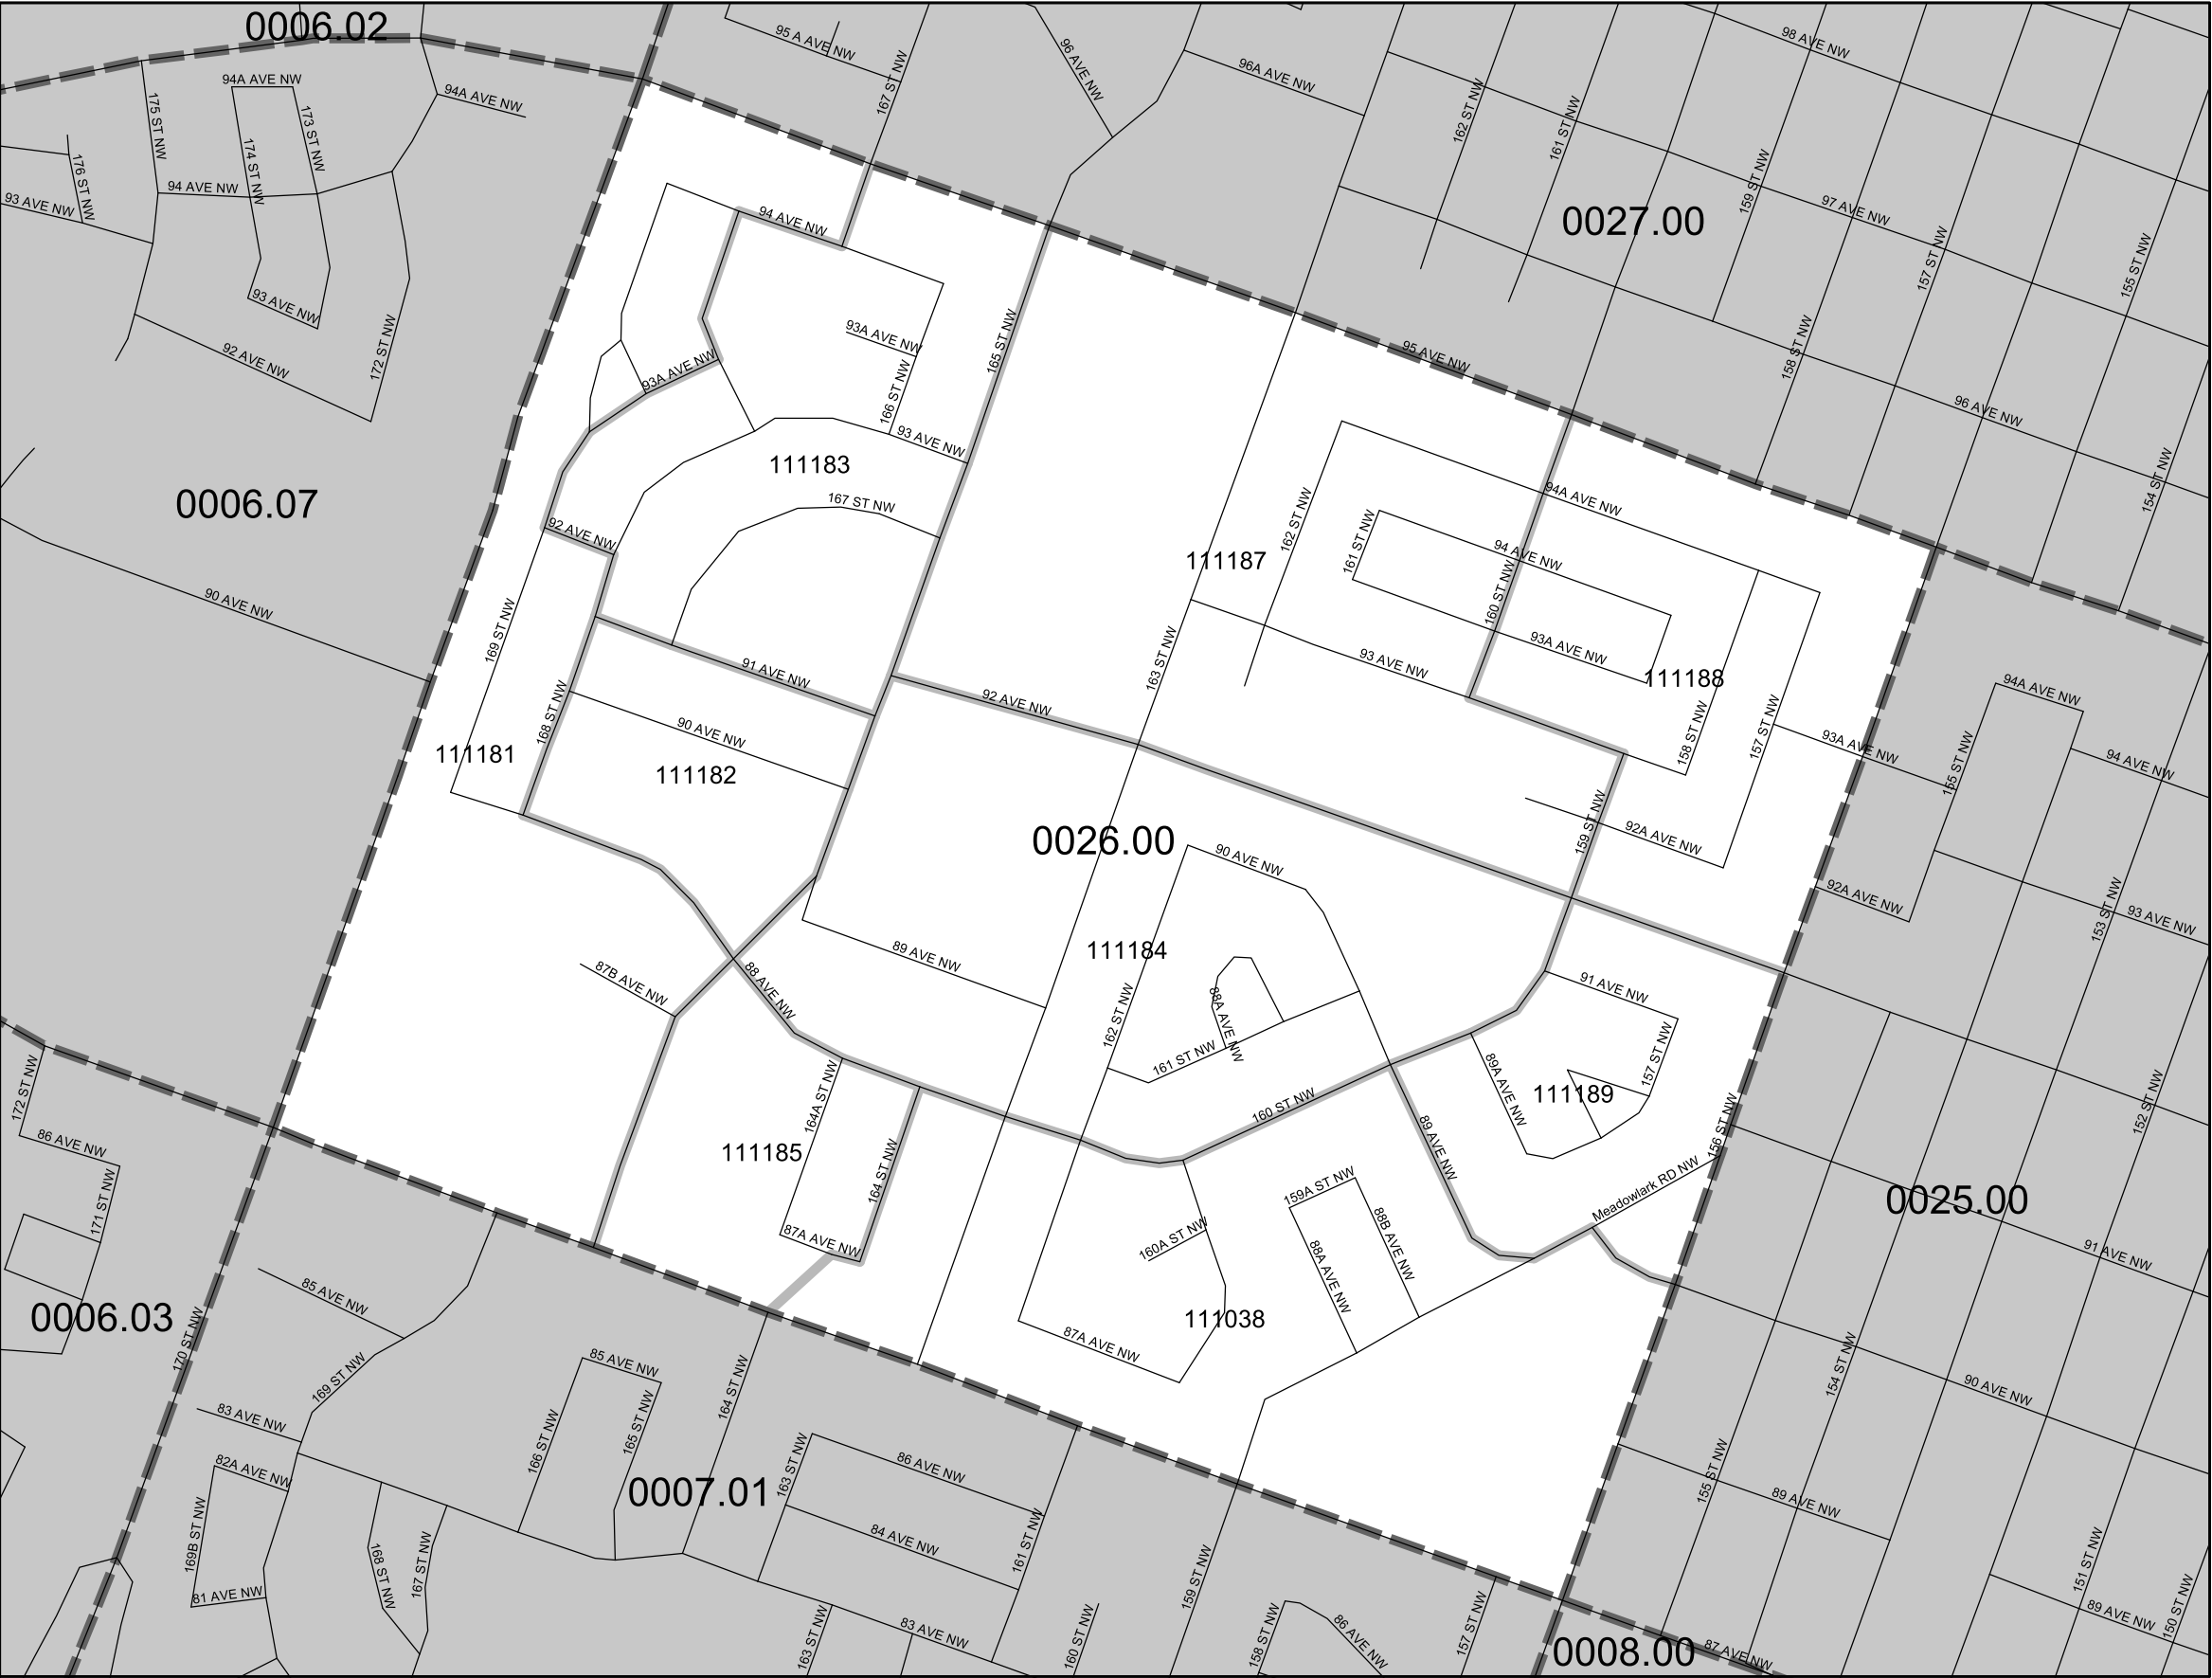 0006.02
95 A AVE NW
167 ST NW
96 AVE NW
96A AVE NW
98 AVE NW
162 ST NW
161 ST NW
159 ST NW
97 AVE NW
157 ST NW
155 ST NW
0027.00
158 ST NW
96 AVE NW
154 ST NW
95 AVE NW
94A AVE NW
94A AVE NW
175 ST NW
173 ST NW
174 ST NW
176 ST NW
94 AVE NW
93 AVE NW
93 AVE NW
92 AVE NW
172 ST NW
0006.07
90 AVE NW
94 AVE NW
93A AVE NW
93A AVE NW
166 ST NW
165 ST NW
93 AVE NW
111183
167 ST NW
92 AVE NW
169 ST NW
168 ST NW
91 AVE NW
90 AVE NW
111181
111182
111187
162 ST NW
94A AVE NW
161 ST NW
94 AVE NW
160 ST NW
93A AVE NW
93 AVE NW
111188
163 ST NW
92 AVE NW
158 ST NW
157 ST NW
93A AVE NW
155 ST NW
94A AVE NW
94 AVE NW
159 ST NW
92A AVE NW
92A AVE NW
93 AVE NW
153 ST NW
0026.00
90 AVE NW
111184
89 AVE NW
87B AVE NW
88 AVE NW
162 ST NW
88A AVE NW
161 ST NW
91 AVE NW
157 ST NW
89A AVE NW
111189
160 ST NW
89 AVE NW
156 ST NW
152 ST NW
164A ST NW
111185
164 ST NW
87A AVE NW
159A ST NW
88B AVE NW
88A AVE NW
160A ST NW
Meadowlark RD NW
111038
87A AVE NW
0025.00
91 AVE NW
90 AVE NW
154 ST NW
155 ST NW
89 AVE NW
151 ST NW
89 AVE NW
150 ST NW
87 AVE NW
172 ST NW
86 AVE NW
171 ST NW
0006.03
170 ST NW
85 AVE NW
169 ST NW
83 AVE NW
82A AVE NW
169B ST NW
81 AVE NW
168 ST NW
167 ST NW
166 ST NW
85 AVE NW
165 ST NW
164 ST NW
0007.01
163 ST NW
86 AVE NW
84 AVE NW
161 ST NW
83 AVE NW
163 ST NW
160 ST NW
159 ST NW
158 ST NW
86 AVE NW
157 ST NW
0008.00